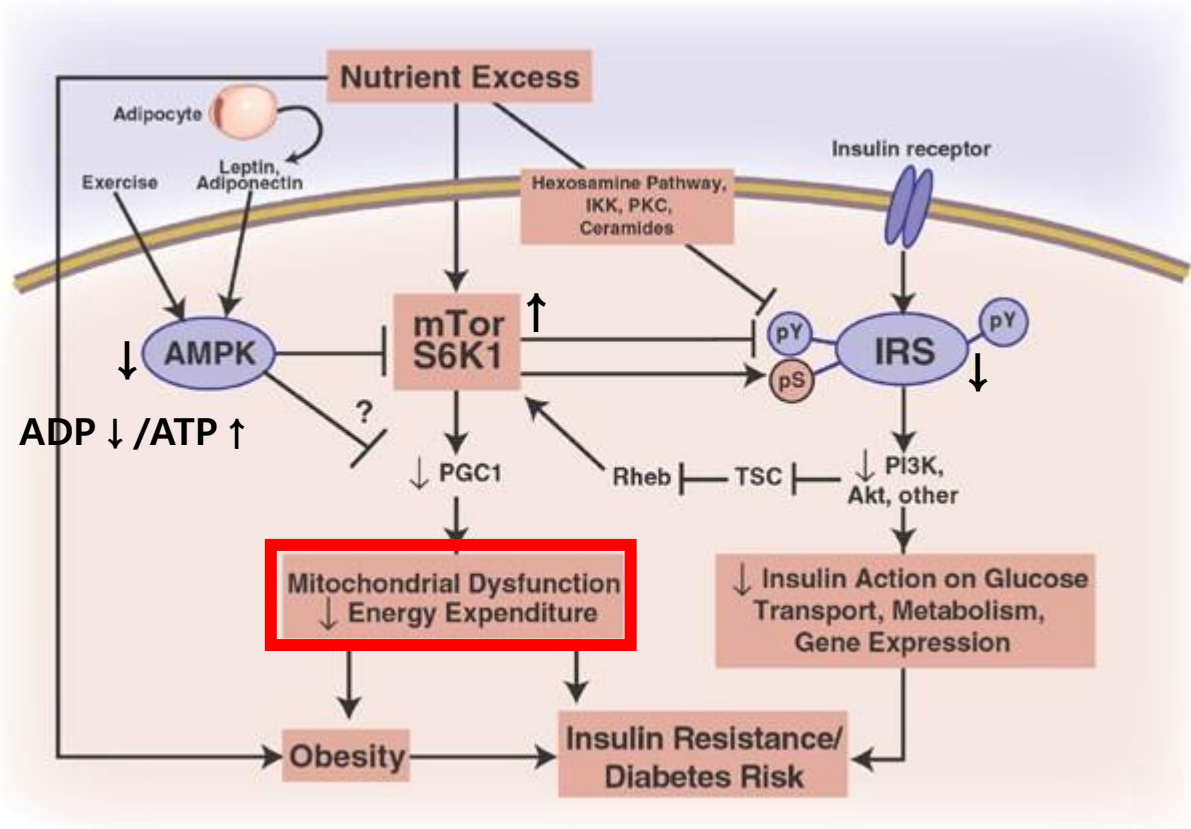 Nutrient Excess
Adipocyte
Leptin,
Adiponectin
Exercise
Insulin receptor
Hexosamine Pathway,
IKK, PKC,
Ceramides
↓ AMPK
ADP ↓ /ATP ↑
mTor ↑
S6K1
pY
pS
IRS ↓
pY
?
↓ PGC1
Rheb
TSC
↓ PI3K,
Akt, other
Mitochondrial Dysfunction
↓ Energy Expenditure
↓ Insulin Action on Glucose
Transport, Metabolism,
Gene Expression
Obesity
Insulin Resistance/
Diabetes Risk